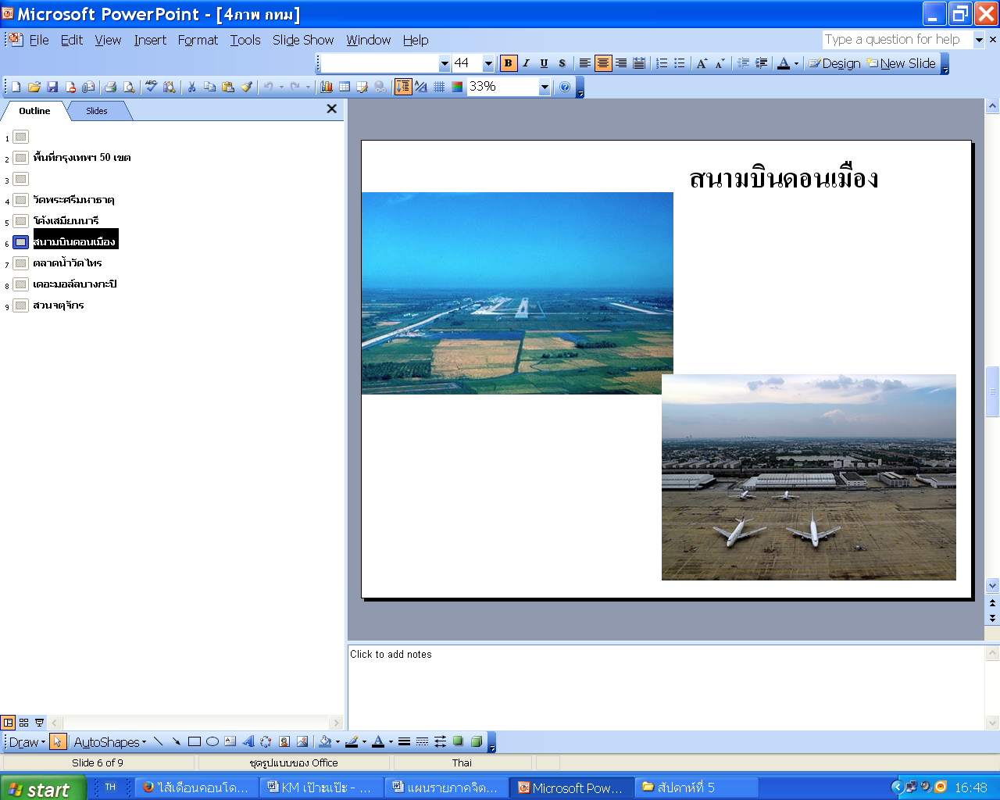 Microsoft PowerPoint - [4ภาพ กทม]
File Edit View Insert Format Tools Slide Show Window Help
Type a question for help
44 B I U S Design New Slide
33%
Outline Slides
1
2 พื้นที่กรุงเทพฯ 50 เขต
3
4 วัดพระศรีมหาธาตุ
5 โค้งเสมียนนารี
6 สนามบินดอนเมือง
7 ตลาดน้ำวัดไทร
8 เดอะมอล์ลบางกะปิ
9 สวนจตุจักร
สนามบินดอนเมือง
Click to add notes
Draw AutoShapes
Slide 6 of 9 ชุดรูปแบบของ Office Thai
start TH ไส้เดือนคอนโด... KM เป๊าะแป๊ะ - ... แผนรายภาคจิต... Microsoft Pow... สัปดาห์ที่ 5 16:48